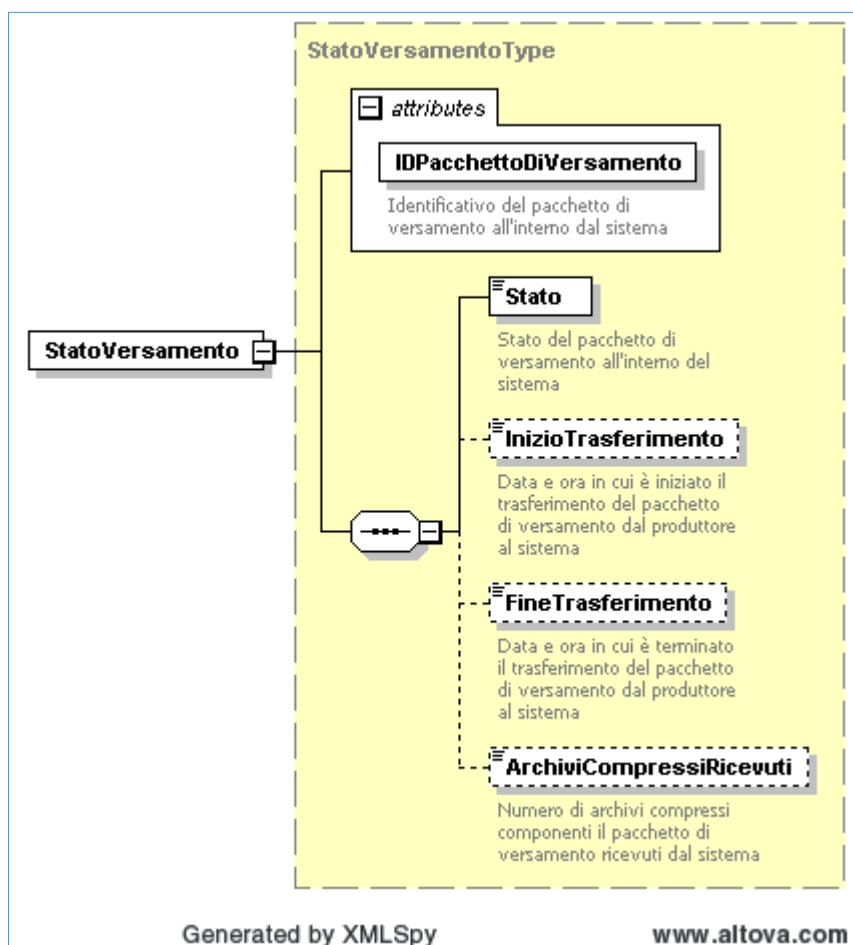 StatoVersamentoType
attributes
IDPacchettoDiVersamento
Identificativo del pacchetto di
versamento all'interno dal sistema
StatoVersamento
Stato
Stato del pacchetto di
versamento all'interno del
sistema
InizioTrasferimento
Data e ora in cui è iniziato il
trasferimento del pacchetto
di versamento dal produttore
al sistema
FineTrasferimento
Data e ora in cui è terminato
il trasferimento del pacchetto
di versamento dal produttore
al sistema
ArchiviCompressiRicevuti
Numero di archivi compressi
componenti il pacchetto di
versamento ricevuti dal sistema
Generated by XMLSpy www.altova.com